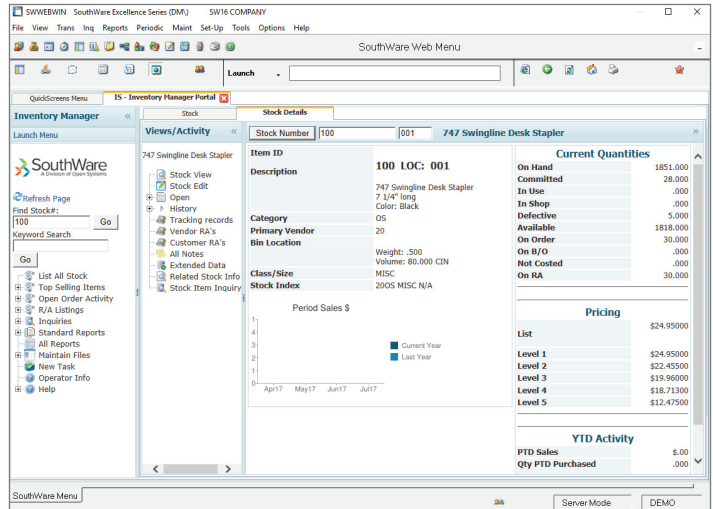 SWWEBWIN SouthWare Excellence Series (DM\) SW16 COMPANY
File View Trans Inq Reports Periodic Maint Set-Up Tools Options Help
SouthWare Web Menu
Launch
QuickScreens Menu
IS - Inventory Manager Portal
Inventory Manager «
Launch Menu
SouthWare
A Division of Open Systems
Refresh Page
Find Stock#:
100 Go
Keyword Search
Go
List All Stock
Top Selling Items
Open Order Activity
R/A Listings
Inquiries
Standard Reports
All Reports
Maintain Files
New Task
Operator Info
Help
Stock
Stock Details
Views/Activity «
747 Swingline Desk Stapler
Stock View
Stock Edit
Open
History
Tracking records
Vendor RA's
Customer RA's
All Notes
Extended Data
Related Stock Info
Stock Item Inquiry
Stock Number 100 001 747 Swingline Desk Stapler »
Item ID
100 LOC: 001
Description
747 Swingline Desk Stapler
7 1/4" long
Color: Black
Category OS
Primary Vendor 20
Bin Location
Weight: .500
Volume: 80.000 CIN
Class/Size MISC
Stock Index 20OS MISC N/A
Period Sales $
1
4
3
2
1
0
Apr17 May17 Jun17 Jul17
Current Year
Last Year
Current Quantities
On Hand 1851.000
Committed 28.000
In Use .000
In Shop .000
Defective 5.000
Available 1818.000
On Order 30.000
On B/O .000
Not Costed .000
On RA 30.000
Pricing
List $24.95000
Level 1 $24.95000
Level 2 $22.45500
Level 3 $19.96000
Level 4 $18.71300
Level 5 $12.47500
YTD Activity
PTD Sales $.00
Qty PTD Purchased .000
SouthWare Menu
Server Mode DEMO